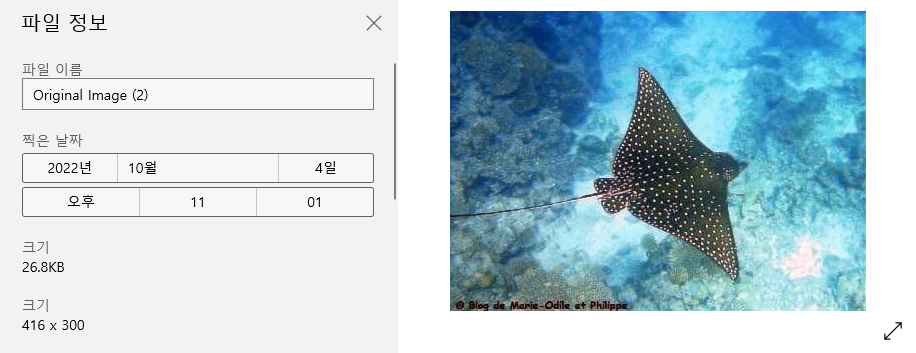 파일 정보
파일 이름
Original Image (2)
찍은 날짜
2022년 10월 4일
오후 11 01
크기
26.8KB
크기
416 x 300
© Blog de Marie-Odile et Philippe